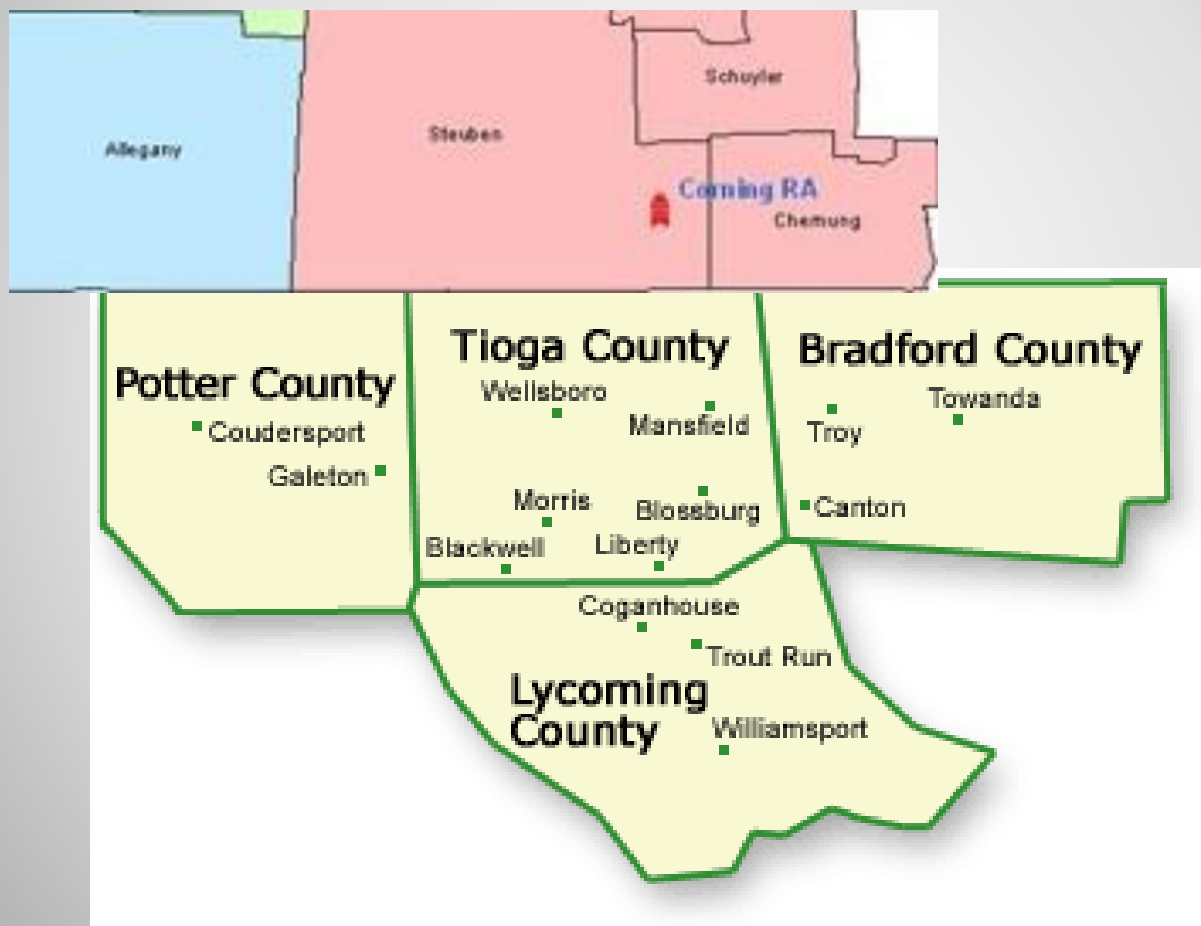 Schuyler
Steuben
Allegany
Corning RA
Chemung
Tioga County
Bradford County
Potter County
Wellsboro
Towanda
Mansfield
Troy
Coudersport
Galeton
Morris
Blossburg
Canton
Blackwell
Liberty
Coganhouse
Trout Run
Lycoming
County
Williamsport